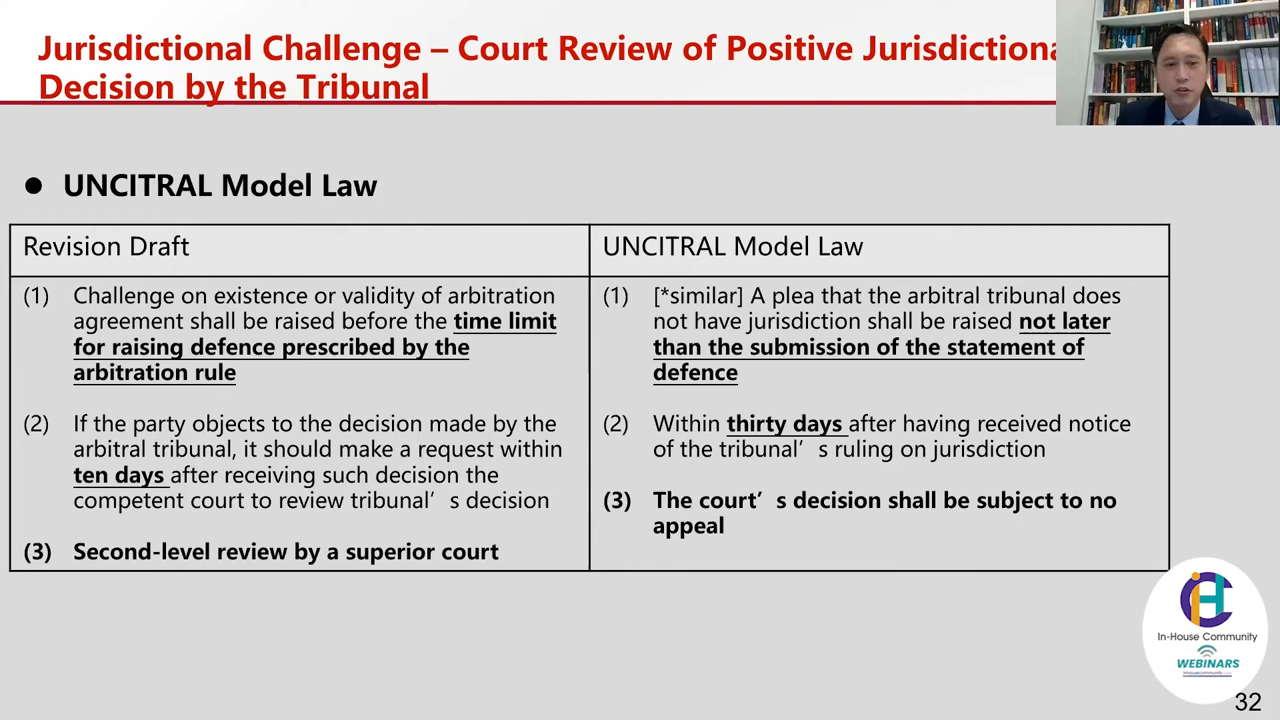 Jurisdictional Challenge – Court Review of Positive Jurisdictiona
Decision by the Tribunal
● UNCITRAL Model Law
Revision Draft
(1) Challenge on existence or validity of arbitration
agreement shall be raised before the time limit
for raising defence prescribed by the
arbitration rule
(2) If the party objects to the decision made by the
arbitral tribunal, it should make a request within
ten days after receiving such decision the
competent court to review tribunal’s decision
(3) Second-level review by a superior court
UNCITRAL Model Law
(1) [*similar] A plea that the arbitral tribunal does
not have jurisdiction shall be raised not later
than the submission of the statement of
defence
(2) Within thirty days after having received notice
of the tribunal’s ruling on jurisdiction
(3) The court’s decision shall be subject to no
appeal
iHC
In-House Community
WEBINARS
32